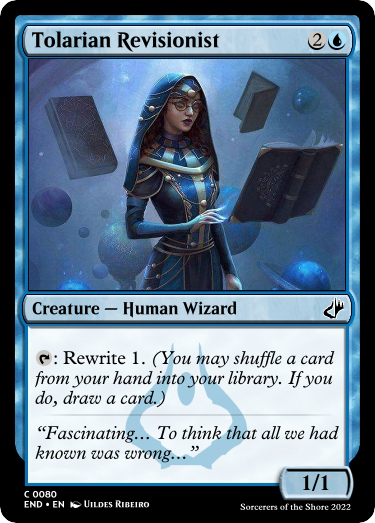 Tolarian Revisionist 2
Creature — Human Wizard
: Rewrite 1. (You may shuffle a card
from your hand into your library. If you
do, draw a card.)
“Fascinating… To think that all we had
known was wrong…”
1/1
C 0080
END • EN Uildes Ribeiro
Sorcerers of the Shore 2022